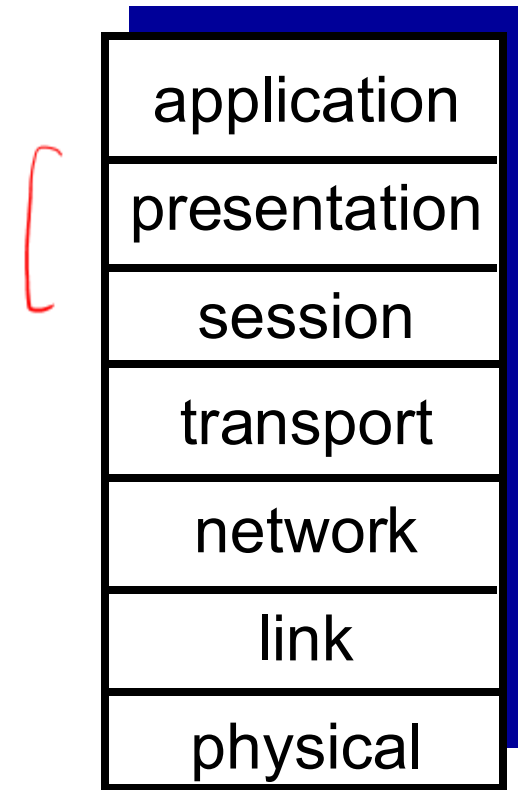 application
presentation
session
transport
network
link
physical